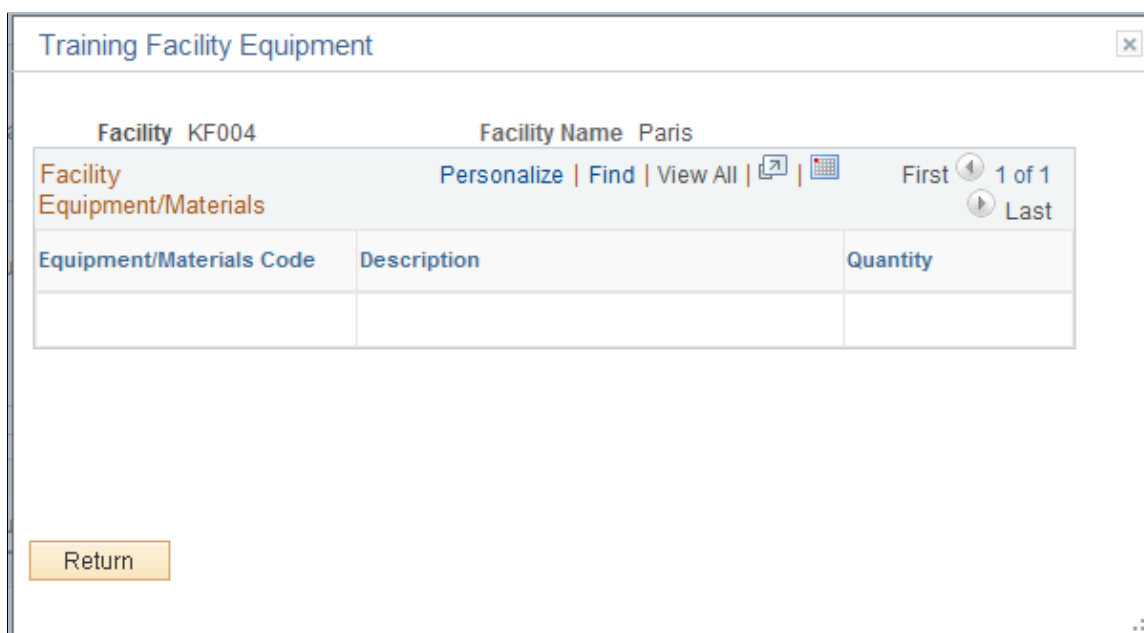 Training Facility Equipment
Facility KF004 Facility Name Paris
Facility Personalize | Find | View All | | First 1 of 1
Equipment/Materials Last
Equipment/Materials Code Description Quantity
Return